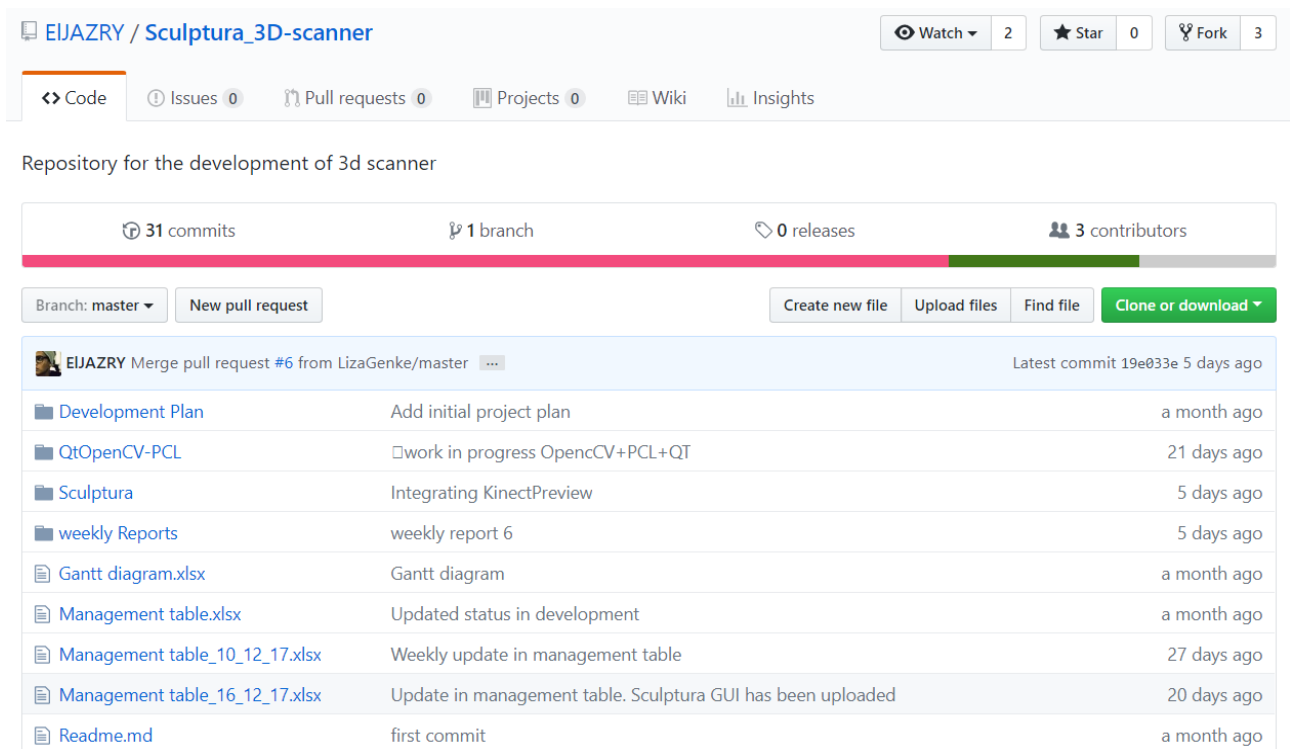 ElJAZRY / Sculptura_3D-scanner Watch 2 Star 0 Fork 3
Code Issues 0 Pull requests 0 Projects 0 Wiki Insights
Repository for the development of 3d scanner
31 commits 1 branch 0 releases 3 contributors
Branch: master New pull request Create new file Upload files Find file Clone or download
ElJAZRY Merge pull request #6 from LizaGenke/master ... Latest commit 19e033e 5 days ago
Development Plan Add initial project plan a month ago
QtOpenCV-PCL □work in progress OpencCV+PCL+QT 21 days ago
Sculptura Integrating KinectPreview 5 days ago
weekly Reports weekly report 6 5 days ago
Gantt diagram.xlsx Gantt diagram a month ago
Management table.xlsx Updated status in development a month ago
Management table_10_12_17.xlsx Weekly update in management table 27 days ago
Management table_16_12_17.xlsx Update in management table. Sculptura GUI has been uploaded 20 days ago
Readme.md first commit a month ago